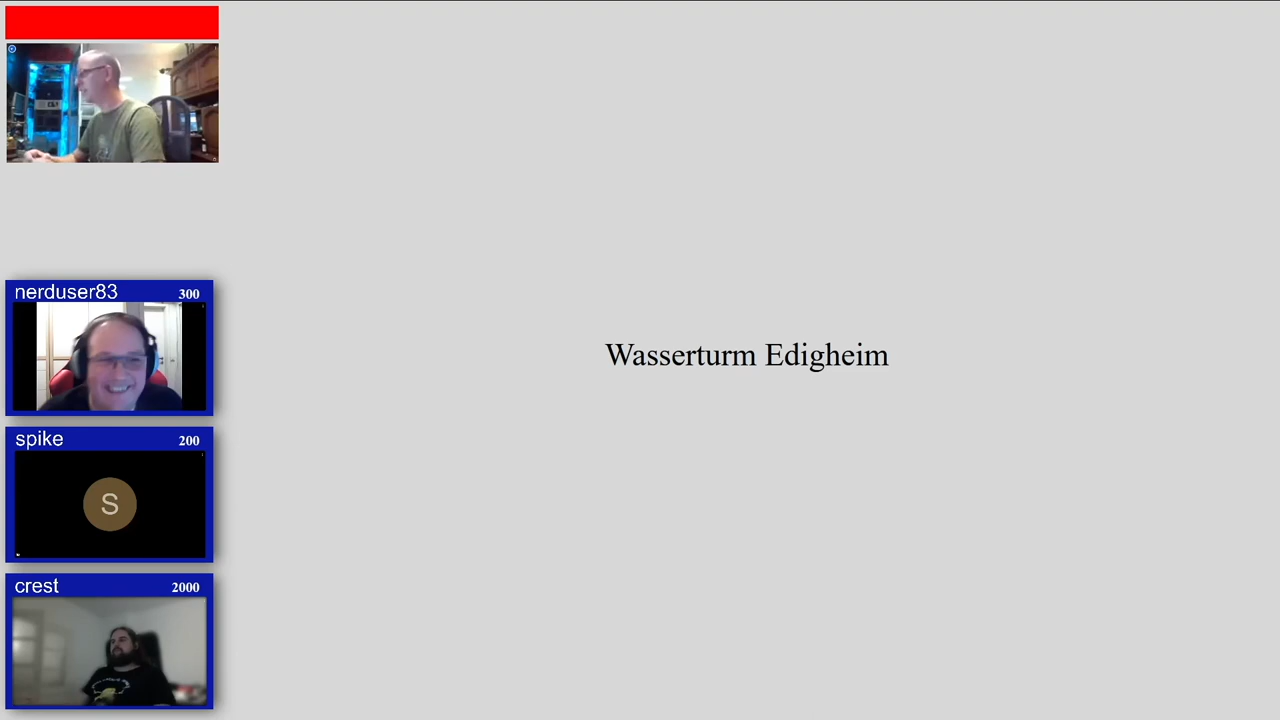 nerduser83 300
spike 200
S
crest 2000
Wasserturm Edigheim